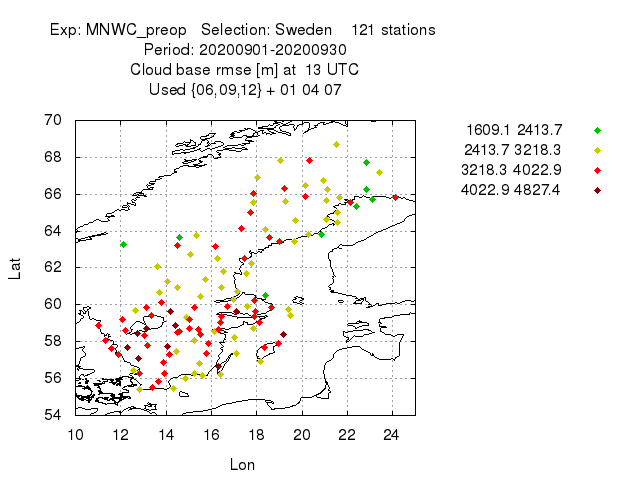 Exp: MNWC_preop   Selection: Sweden    121 stations
Period: 20200901-20200930
Cloud base rmse [m] at  13 UTC
Used {06,09,12} + 01 04 07
1609.1 2413.7
2413.7 3218.3
3218.3 4022.9
4022.9 4827.4
70
68
66
64
62
60
58
56
54
Lat
10 12 14 16 18 20 22 24
Lon